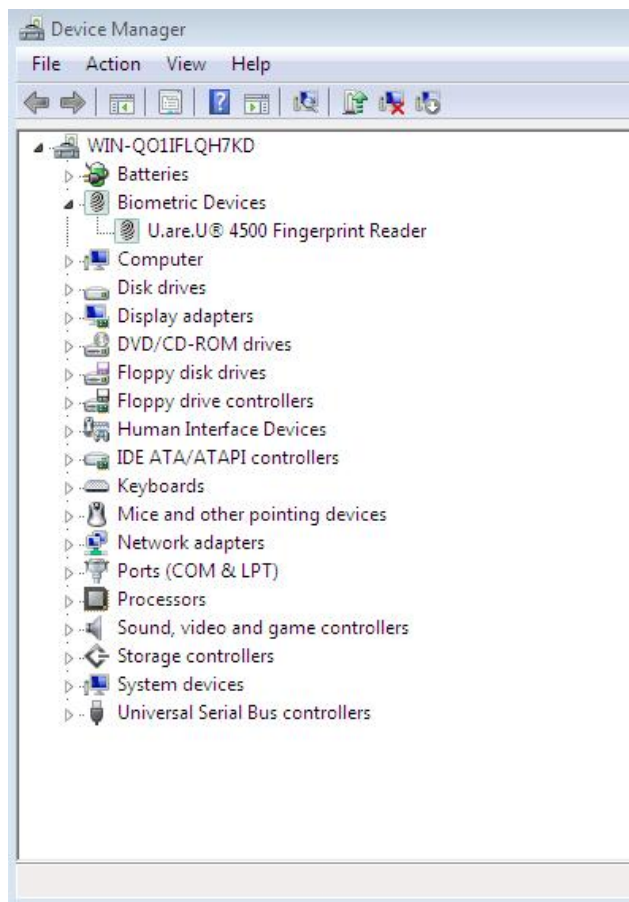 Device Manager
File Action View Help
WIN-QO1IFLQH7KD
Batteries
Biometric Devices
U.are.U® 4500 Fingerprint Reader
Computer
Disk drives
Display adapters
DVD/CD-ROM drives
Floppy disk drives
Floppy drive controllers
Human Interface Devices
IDE ATA/ATAPI controllers
Keyboards
Mice and other pointing devices
Network adapters
Ports (COM & LPT)
Processors
Sound, video and game controllers
Storage controllers
System devices
Universal Serial Bus controllers